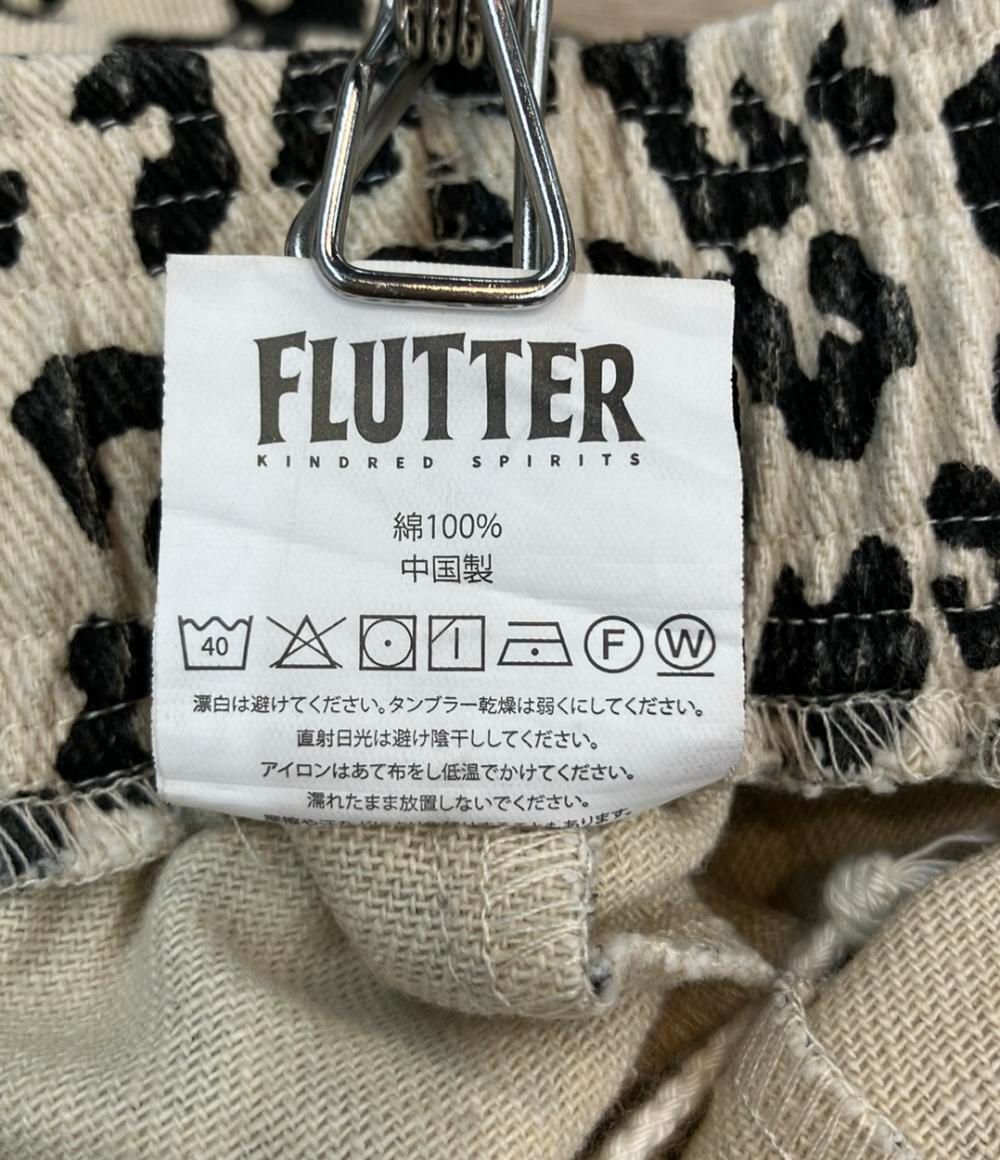 FLUTTER
KINDRED SPIRITS
綿100%
中国製
40 F W
漂白は避けてください。タンブラー乾燥は弱くにしてください。
直射日光は避け陰干ししてください。
アイロンはあて布をし低温でかけてください。
濡れたまま放置しないでください。